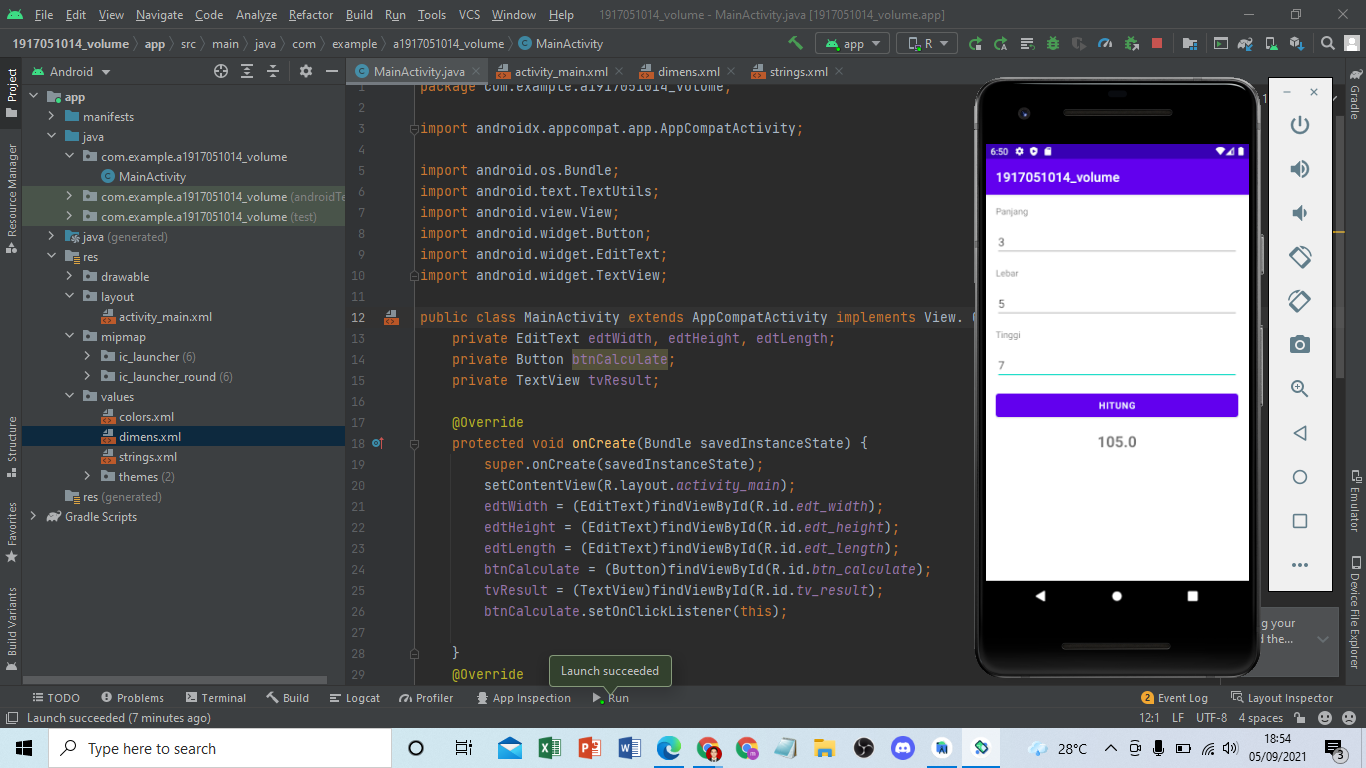 File Edit View Navigate Code Analyze Refactor Build Run Tools VCS Window Help 1917051014_volume - MainActivity.java [1917051014_volume.app]
1917051014_volume app src main java com example a1917051014_volume MainActivity app R
Android
MainActivity.java activity_main.xml dimens.xml strings.xml
Project
Resource Manager
Structure
Favorites
Build Variants
app
manifests
java
com.example.a1917051014_volume
MainActivity
com.example.a1917051014_volume (androidTe
com.example.a1917051014_volume (test)
java (generated)
res
drawable
layout
activity_main.xml
mipmap
ic_launcher (6)
ic_launcher_round (6)
values
colors.xml
dimens.xml
strings.xml
themes (2)
res (generated)
Gradle Scripts
1 package com.example.a1917051014_volume;
2
3 import androidx.appcompat.app.AppCompatActivity;
4
5 import android.os.Bundle;
6 import android.text.TextUtils;
7 import android.view.View;
8 import android.widget.Button;
9 import android.widget.EditText;
10 import android.widget.TextView;
11
12 public class MainActivity extends AppCompatActivity implements View.
13 private EditText edtWidth, edtHeight, edtLength;
14 private Button btnCalculate;
15 private TextView tvResult;
16
17 @Override
18 protected void onCreate(Bundle savedInstanceState) {
19 super.onCreate(savedInstanceState);
20 setContentView(R.layout.activity_main);
21 edtWidth = (EditText)findViewById(R.id.edt_width);
22 edtHeight = (EditText)findViewById(R.id.edt_height);
23 edtLength = (EditText)findViewById(R.id.edt_length);
24 btnCalculate = (Button)findViewById(R.id.btn_calculate);
25 tvResult = (TextView)findViewById(R.id.tv_result);
26 btnCalculate.setOnClickListener(this);
27
28 }
29 @Override
6:50
1917051014_volume
Panjang
3
Lebar
5
Tinggi
7
HITUNG
105.0
1
Gradle
Emulator
Device File Explorer
g your
d the...
Launch succeeded
TODO Problems Terminal Build Logcat Profiler App Inspection Run 2 Event Log Layout Inspector
Launch succeeded (7 minutes ago) 12:1 LF UTF-8 4 spaces
Type here to search
28°C
18:54
05/09/2021
3